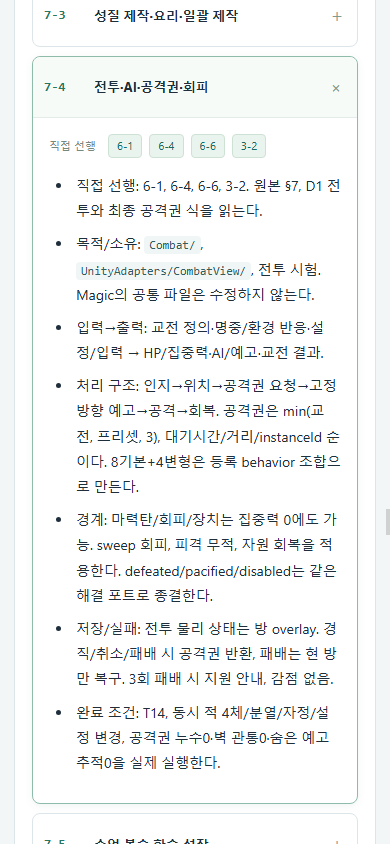 7-3 성질 제작·요리·일괄 제작 +
7-4 전투·AI·공격권·회피 ×
직접 선행 6-1 6-4 6-6 3-2
• 직접 선행: 6-1, 6-4, 6-6, 3-2. 원본 §7, D1 전
투와 최종 공격권 식을 읽는다.
• 목적/소유: Combat/,
UnityAdapters/CombatView/, 전투 시험.
Magic의 공통 파일은 수정하지 않는다.
• 입력→출력: 교전 정의·명중/환경 반응·설
정/입력 → HP/집중력·AI/예고·교전 결과.
• 처리 구조: 인지→위치→공격권 요청→고정
방향 예고→공격→회복. 공격권은 min(교
전, 프리셋, 3), 대기시간/거리/instanceId 순
이다. 8기본+4변형은 등록 behavior 조합으
로 만든다.
• 경계: 마력탄/회피/장치는 집중력 0에도 가
능. sweep 회피, 피격 무적, 자원 회복을 적
용한다. defeated/pacified/disabled는 같은
해결 포트로 종결한다.
• 저장/실패: 전투 물리 상태는 방 overlay. 경
직/취소/패배 시 공격권 반환, 패배는 현 방
만 복구. 3회 패배 시 지원 안내, 감점 없음.
• 완료 조건: T14, 동시 적 4체/분열/자정/설
정 변경, 공격권 누수0·벽 관통0·숨은 예고
추적0을 실제 실행한다.
7-5